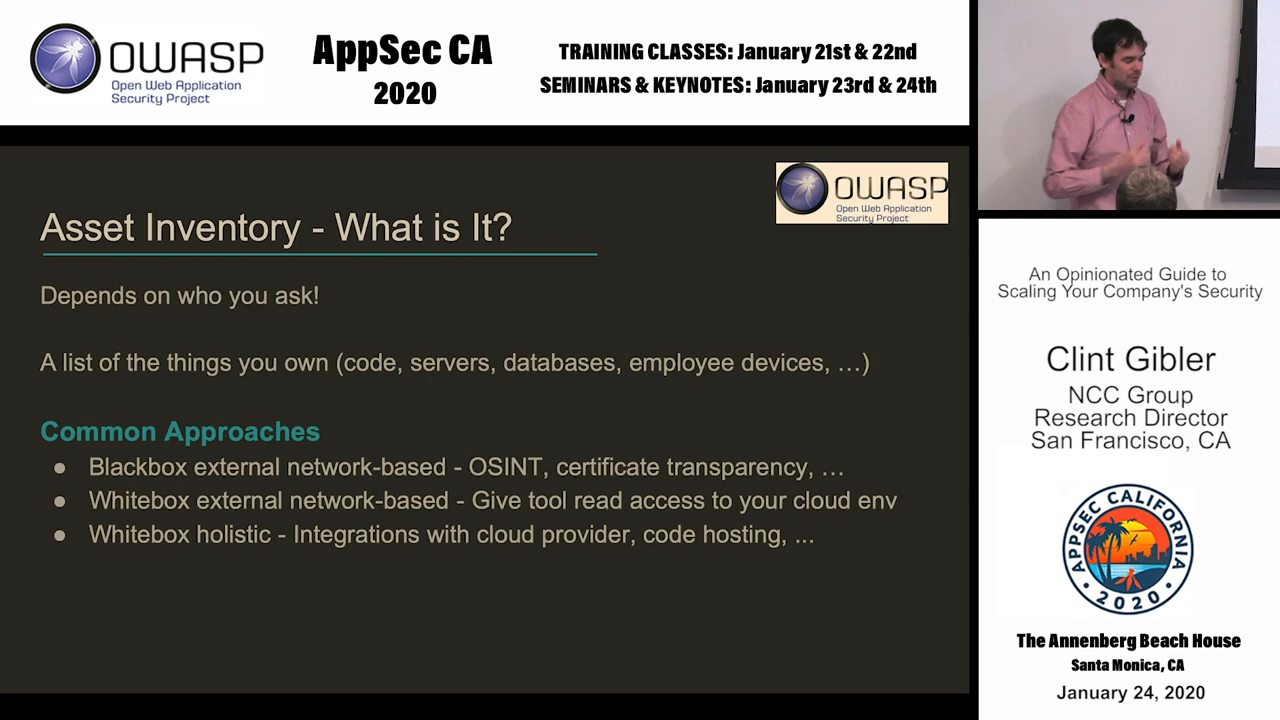 OWASP
Open Web Application
Security Project
AppSec CA
2020
TRAINING CLASSES: January 21st & 22nd
SEMINARS & KEYNOTES: January 23rd & 24th
OWASP
Open Web Application
Security Project
Asset Inventory - What is It?
Depends on who you ask!
A list of the things you own (code, servers, databases, employee devices, …)
Common Approaches
● Blackbox external network-based - OSINT, certificate transparency, …
● Whitebox external network-based - Give tool read access to your cloud env
● Whitebox holistic - Integrations with cloud provider, code hosting, ...
An Opinionated Guide to
Scaling Your Company's Security
Clint Gibler
NCC Group
Research Director
San Francisco, CA
APPSEC CALIFORNIA
• 2020 •
The Annenberg Beach House
Santa Monica, CA
January 24, 2020